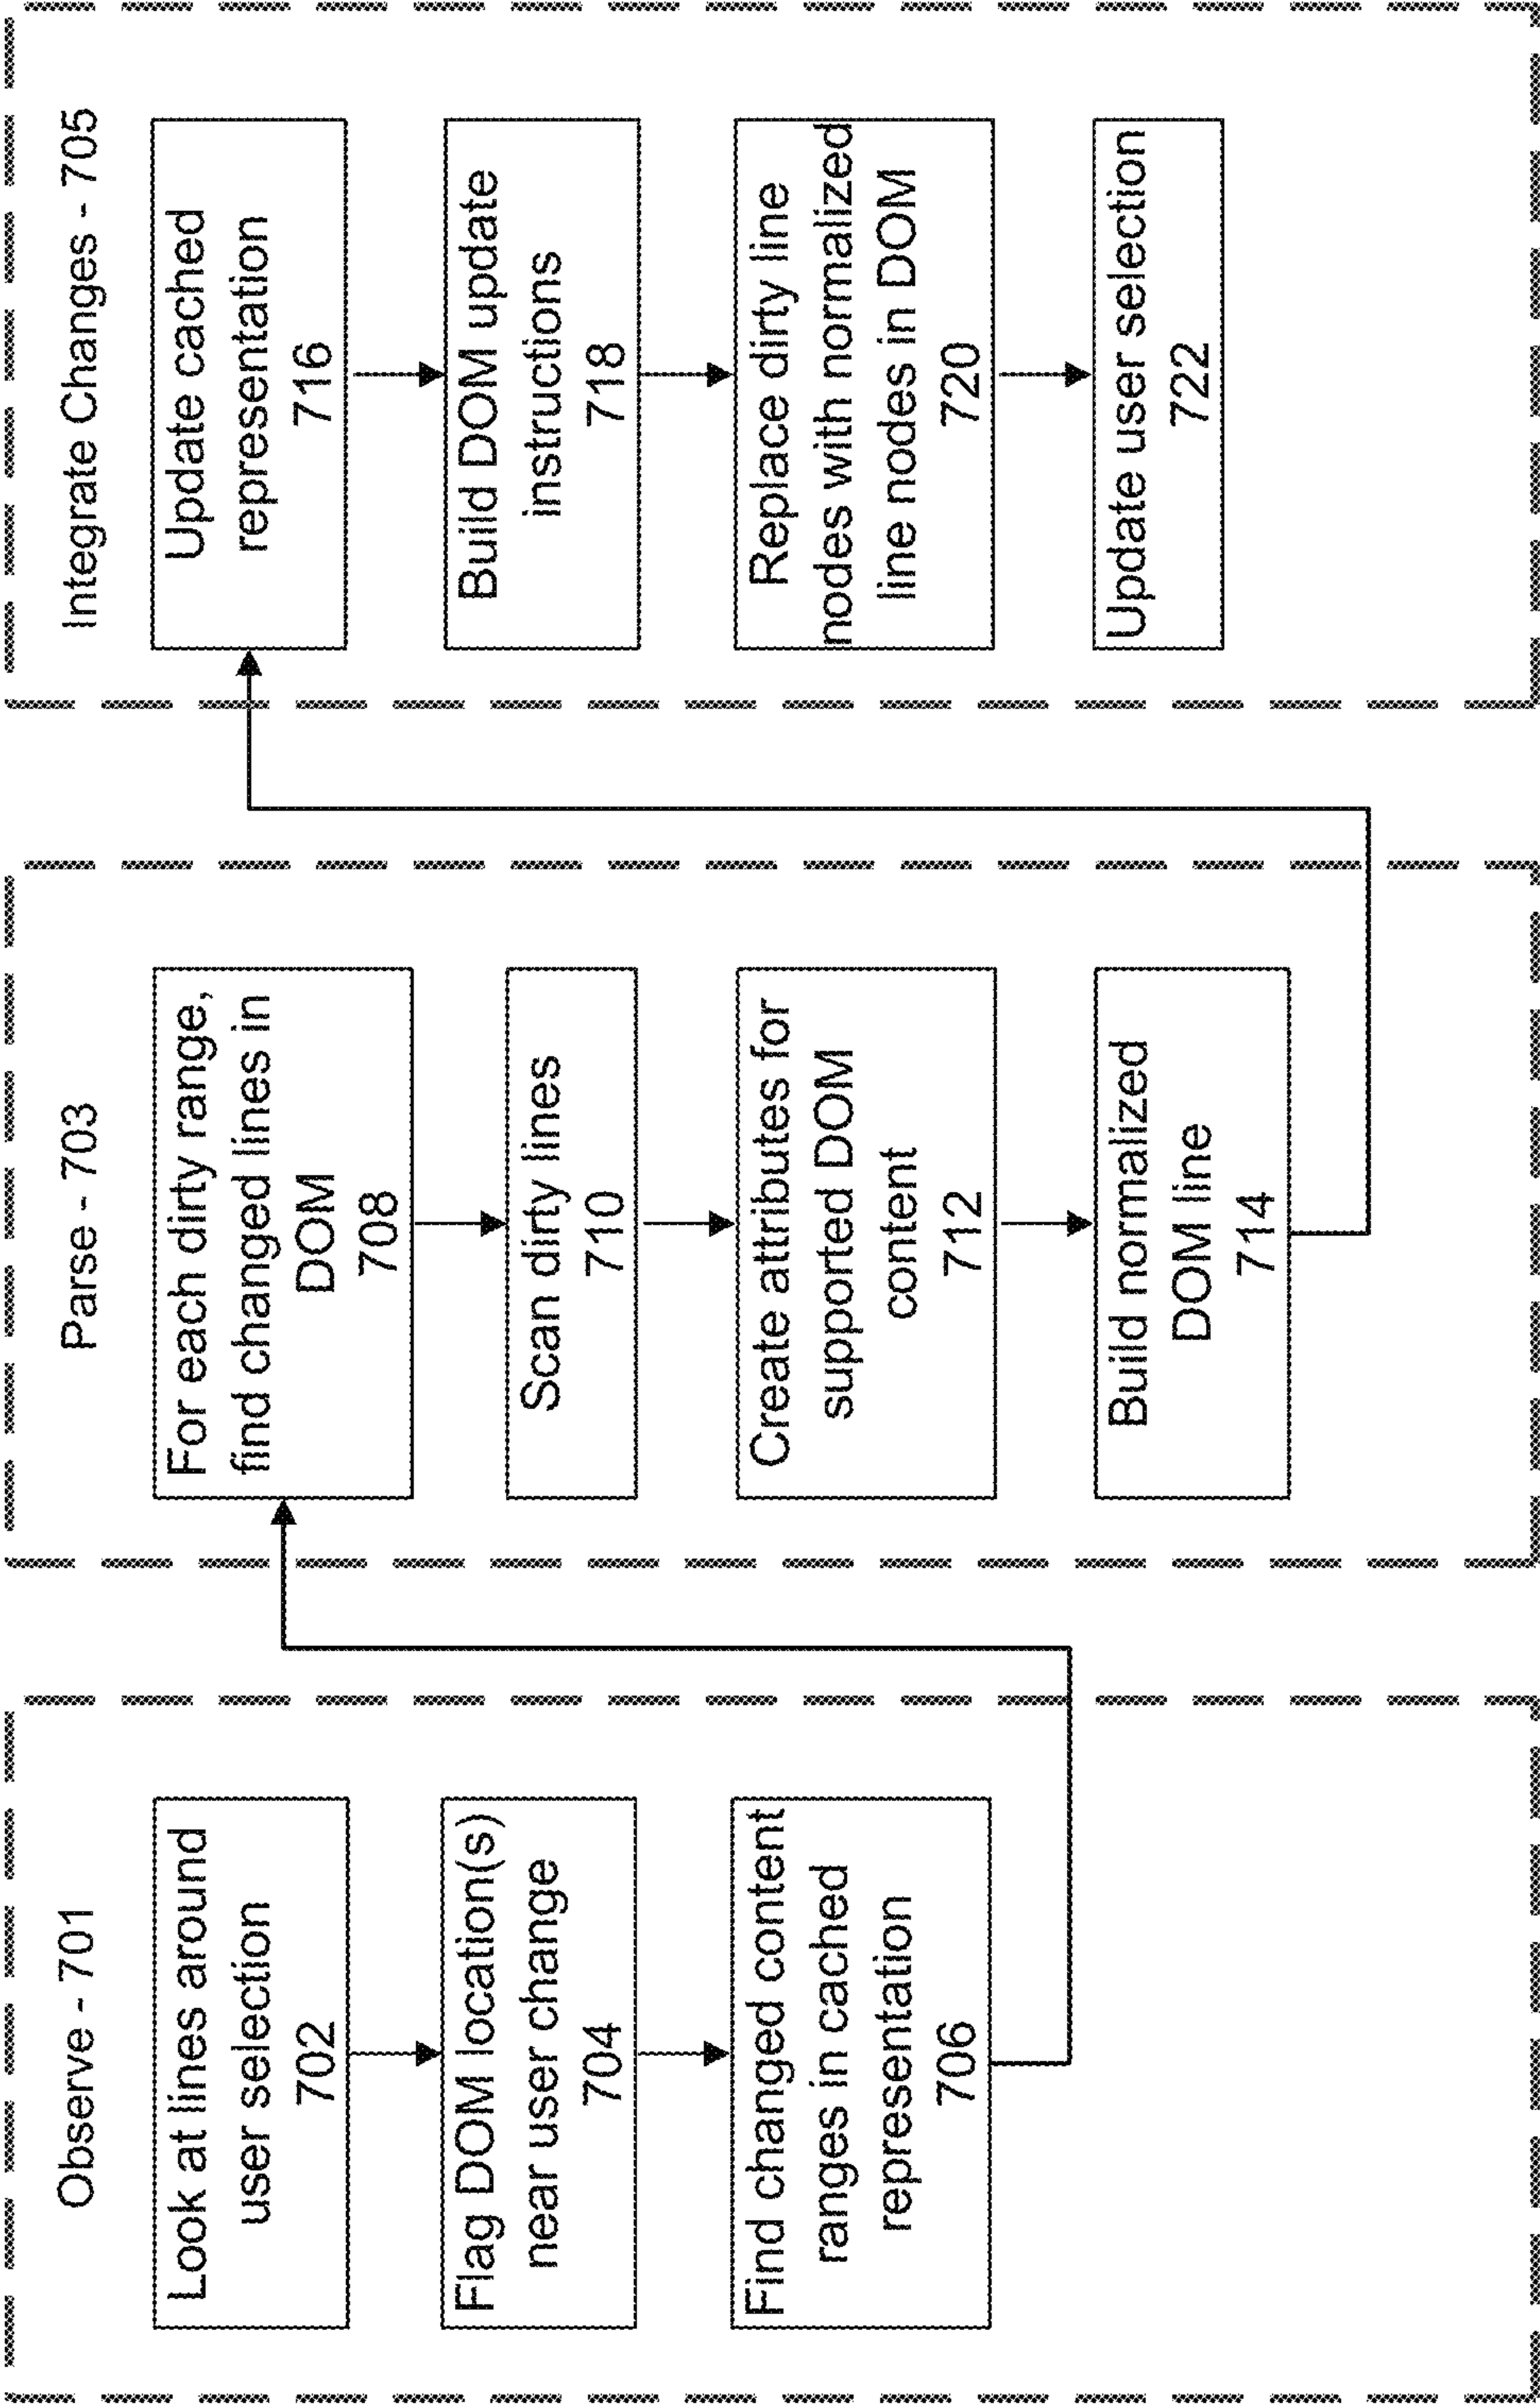 Observe - 701
Look at lines around
user selection
702
Flag DOM location(s)
near user change
704
Find changed content
ranges in cached
representation
706
Parse - 703
For each dirty range,
find changed lines in
DOM
708
Scan dirty lines
710
Create attributes for
supported DOM
content
712
Build normalized
DOM line
714
Integrate Changes - 705
Update cached
representation
716
Build DOM update
instructions
718
Replace dirty line
nodes with normalized
line nodes in DOM
720
Update user selection
722